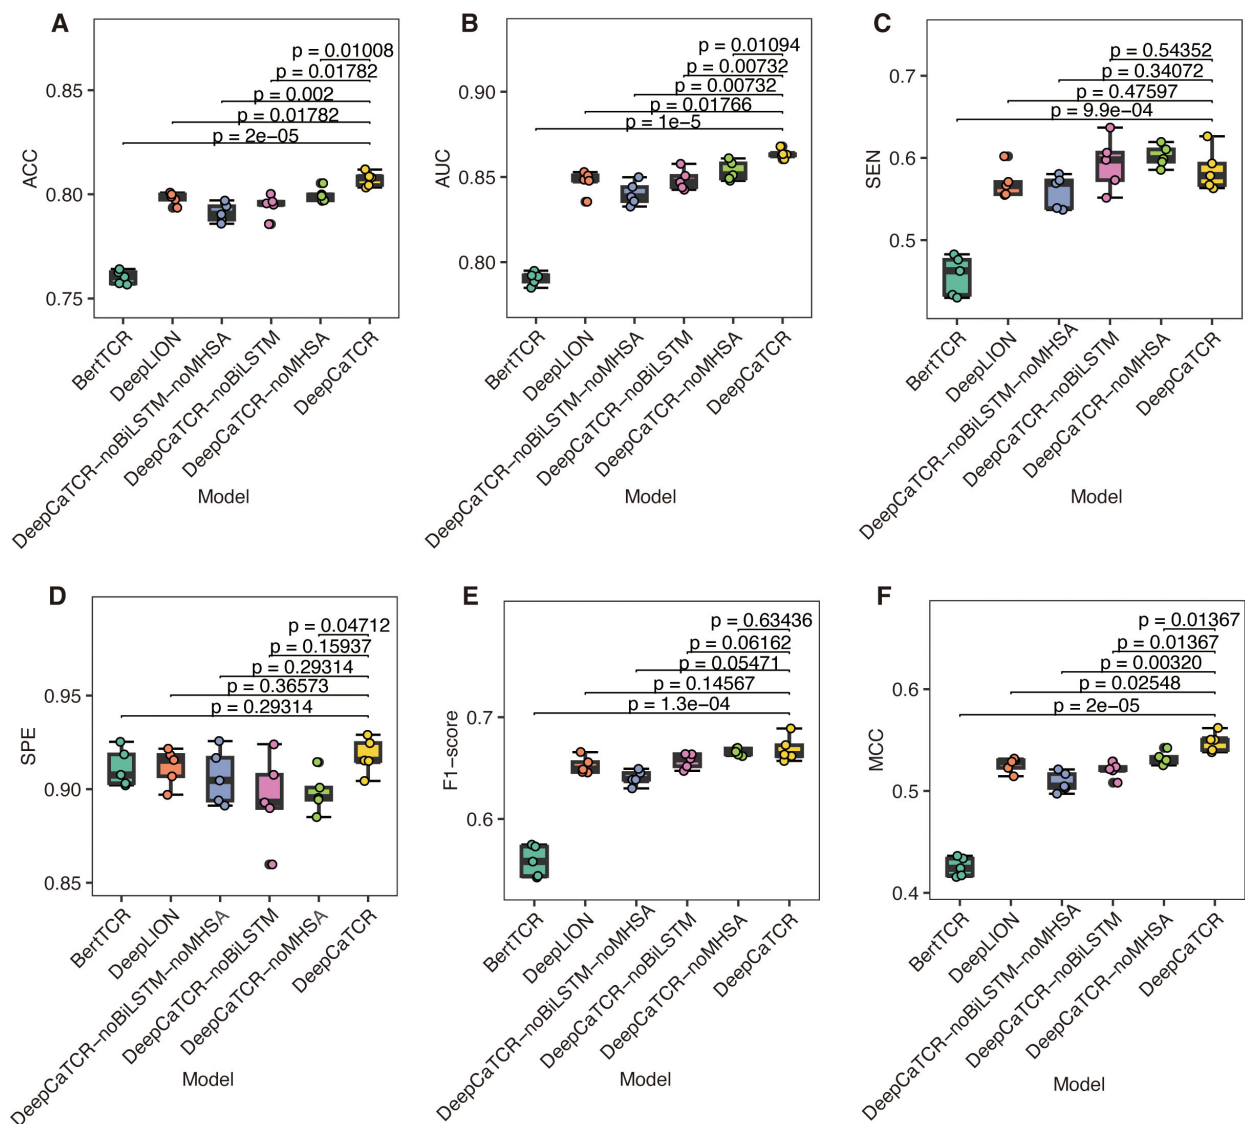 A
p = 0.01008
p = 0.01782
p = 0.002
p = 0.01782
p = 2e−05
0.85
0.80
0.75
ACC
BertTCR
DeepLION
DeepCaTCR−noBiLSTM−noMHSA
DeepCaTCR−noBiLSTM
DeepCaTCR−noMHSA
DeepCaTCR
Model
B
p = 0.01094
p = 0.00732
p = 0.00732
p = 0.01766
p = 1e−5
0.90
0.85
0.80
AUC
BertTCR
DeepLION
DeepCaTCR−noBiLSTM−noMHSA
DeepCaTCR−noBiLSTM
DeepCaTCR−noMHSA
DeepCaTCR
Model
C
p = 0.54352
p = 0.34072
p = 0.47597
p = 9.9e−04
0.7
0.6
0.5
SEN
BertTCR
DeepLION
DeepCaTCR−noBiLSTM−noMHSA
DeepCaTCR−noBiLSTM
DeepCaTCR−noMHSA
DeepCaTCR
Model
D
p = 0.04712
p = 0.15937
p = 0.29314
p = 0.36573
p = 0.29314
0.95
0.90
0.85
SPE
BertTCR
DeepLION
DeepCaTCR−noBiLSTM−noMHSA
DeepCaTCR−noBiLSTM
DeepCaTCR−noMHSA
DeepCaTCR
Model
E
p = 0.63436
p = 0.06162
p = 0.05471
p = 0.14567
p = 1.3e−04
0.7
0.6
F1−score
BertTCR
DeepLION
DeepCaTCR−noBiLSTM−noMHSA
DeepCaTCR−noBiLSTM
DeepCaTCR−noMHSA
DeepCaTCR
Model
F
p = 0.01367
p = 0.01367
p = 0.00320
p = 0.02548
p = 2e−05
0.6
0.5
0.4
MCC
BertTCR
DeepLION
DeepCaTCR−noBiLSTM−noMHSA
DeepCaTCR−noBiLSTM
DeepCaTCR−noMHSA
DeepCaTCR
Model